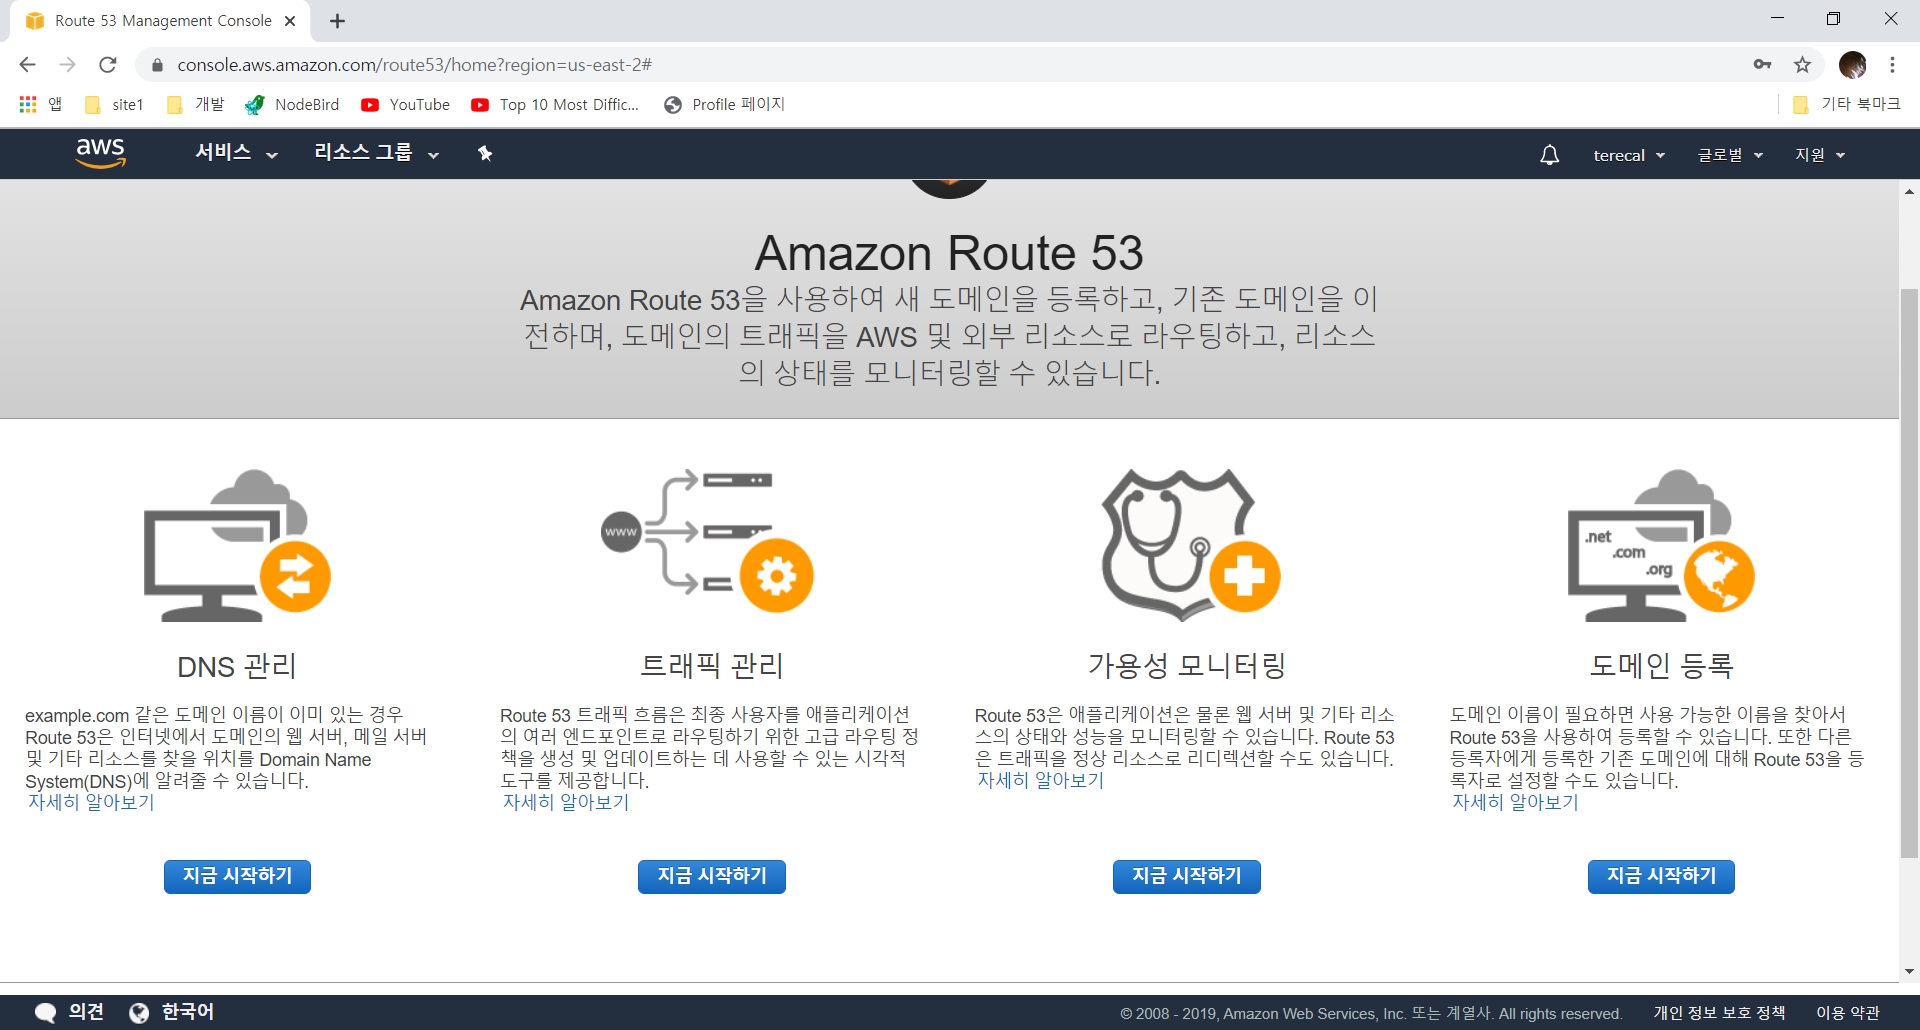 Route 53 Management Console
console.aws.amazon.com/route53/home?region=us-east-2#
앱 site1 개발 NodeBird YouTube Top 10 Most Diffic... Profile 페이지 기타 북마크
aws 서비스 리소스 그룹 terecal 글로벌 지원
Amazon Route 53
Amazon Route 53을 사용하여 새 도메인을 등록하고, 기존 도메인을 이
전하며, 도메인의 트래픽을 AWS 및 외부 리소스로 라우팅하고, 리소스
의 상태를 모니터링할 수 있습니다.
www
.net
.com
.org
DNS 관리
example.com 같은 도메인 이름이 이미 있는 경우
Route 53은 인터넷에서 도메인의 웹 서버, 메일 서버
및 기타 리소스를 찾을 위치를 Domain Name
System(DNS)에 알려줄 수 있습니다.
자세히 알아보기
지금 시작하기
트래픽 관리
Route 53 트래픽 흐름은 최종 사용자를 애플리케이션
의 여러 엔드포인트로 라우팅하기 위한 고급 라우팅 정
책을 생성 및 업데이트하는 데 사용할 수 있는 시각적
도구를 제공합니다.
자세히 알아보기
지금 시작하기
가용성 모니터링
Route 53은 애플리케이션은 물론 웹 서버 및 기타 리소
스의 상태와 성능을 모니터링할 수 있습니다. Route 53
은 트래픽을 정상 리소스로 리디렉션할 수도 있습니다.
자세히 알아보기
지금 시작하기
도메인 등록
도메인 이름이 필요하면 사용 가능한 이름을 찾아서
Route 53을 사용하여 등록할 수 있습니다. 또한 다른
등록자에게 등록한 기존 도메인에 대해 Route 53을 등
록자로 설정할 수도 있습니다.
자세히 알아보기
지금 시작하기
의견 한국어 © 2008 - 2019, Amazon Web Services, Inc. 또는 계열사. All rights reserved. 개인 정보 보호 정책 이용 약관